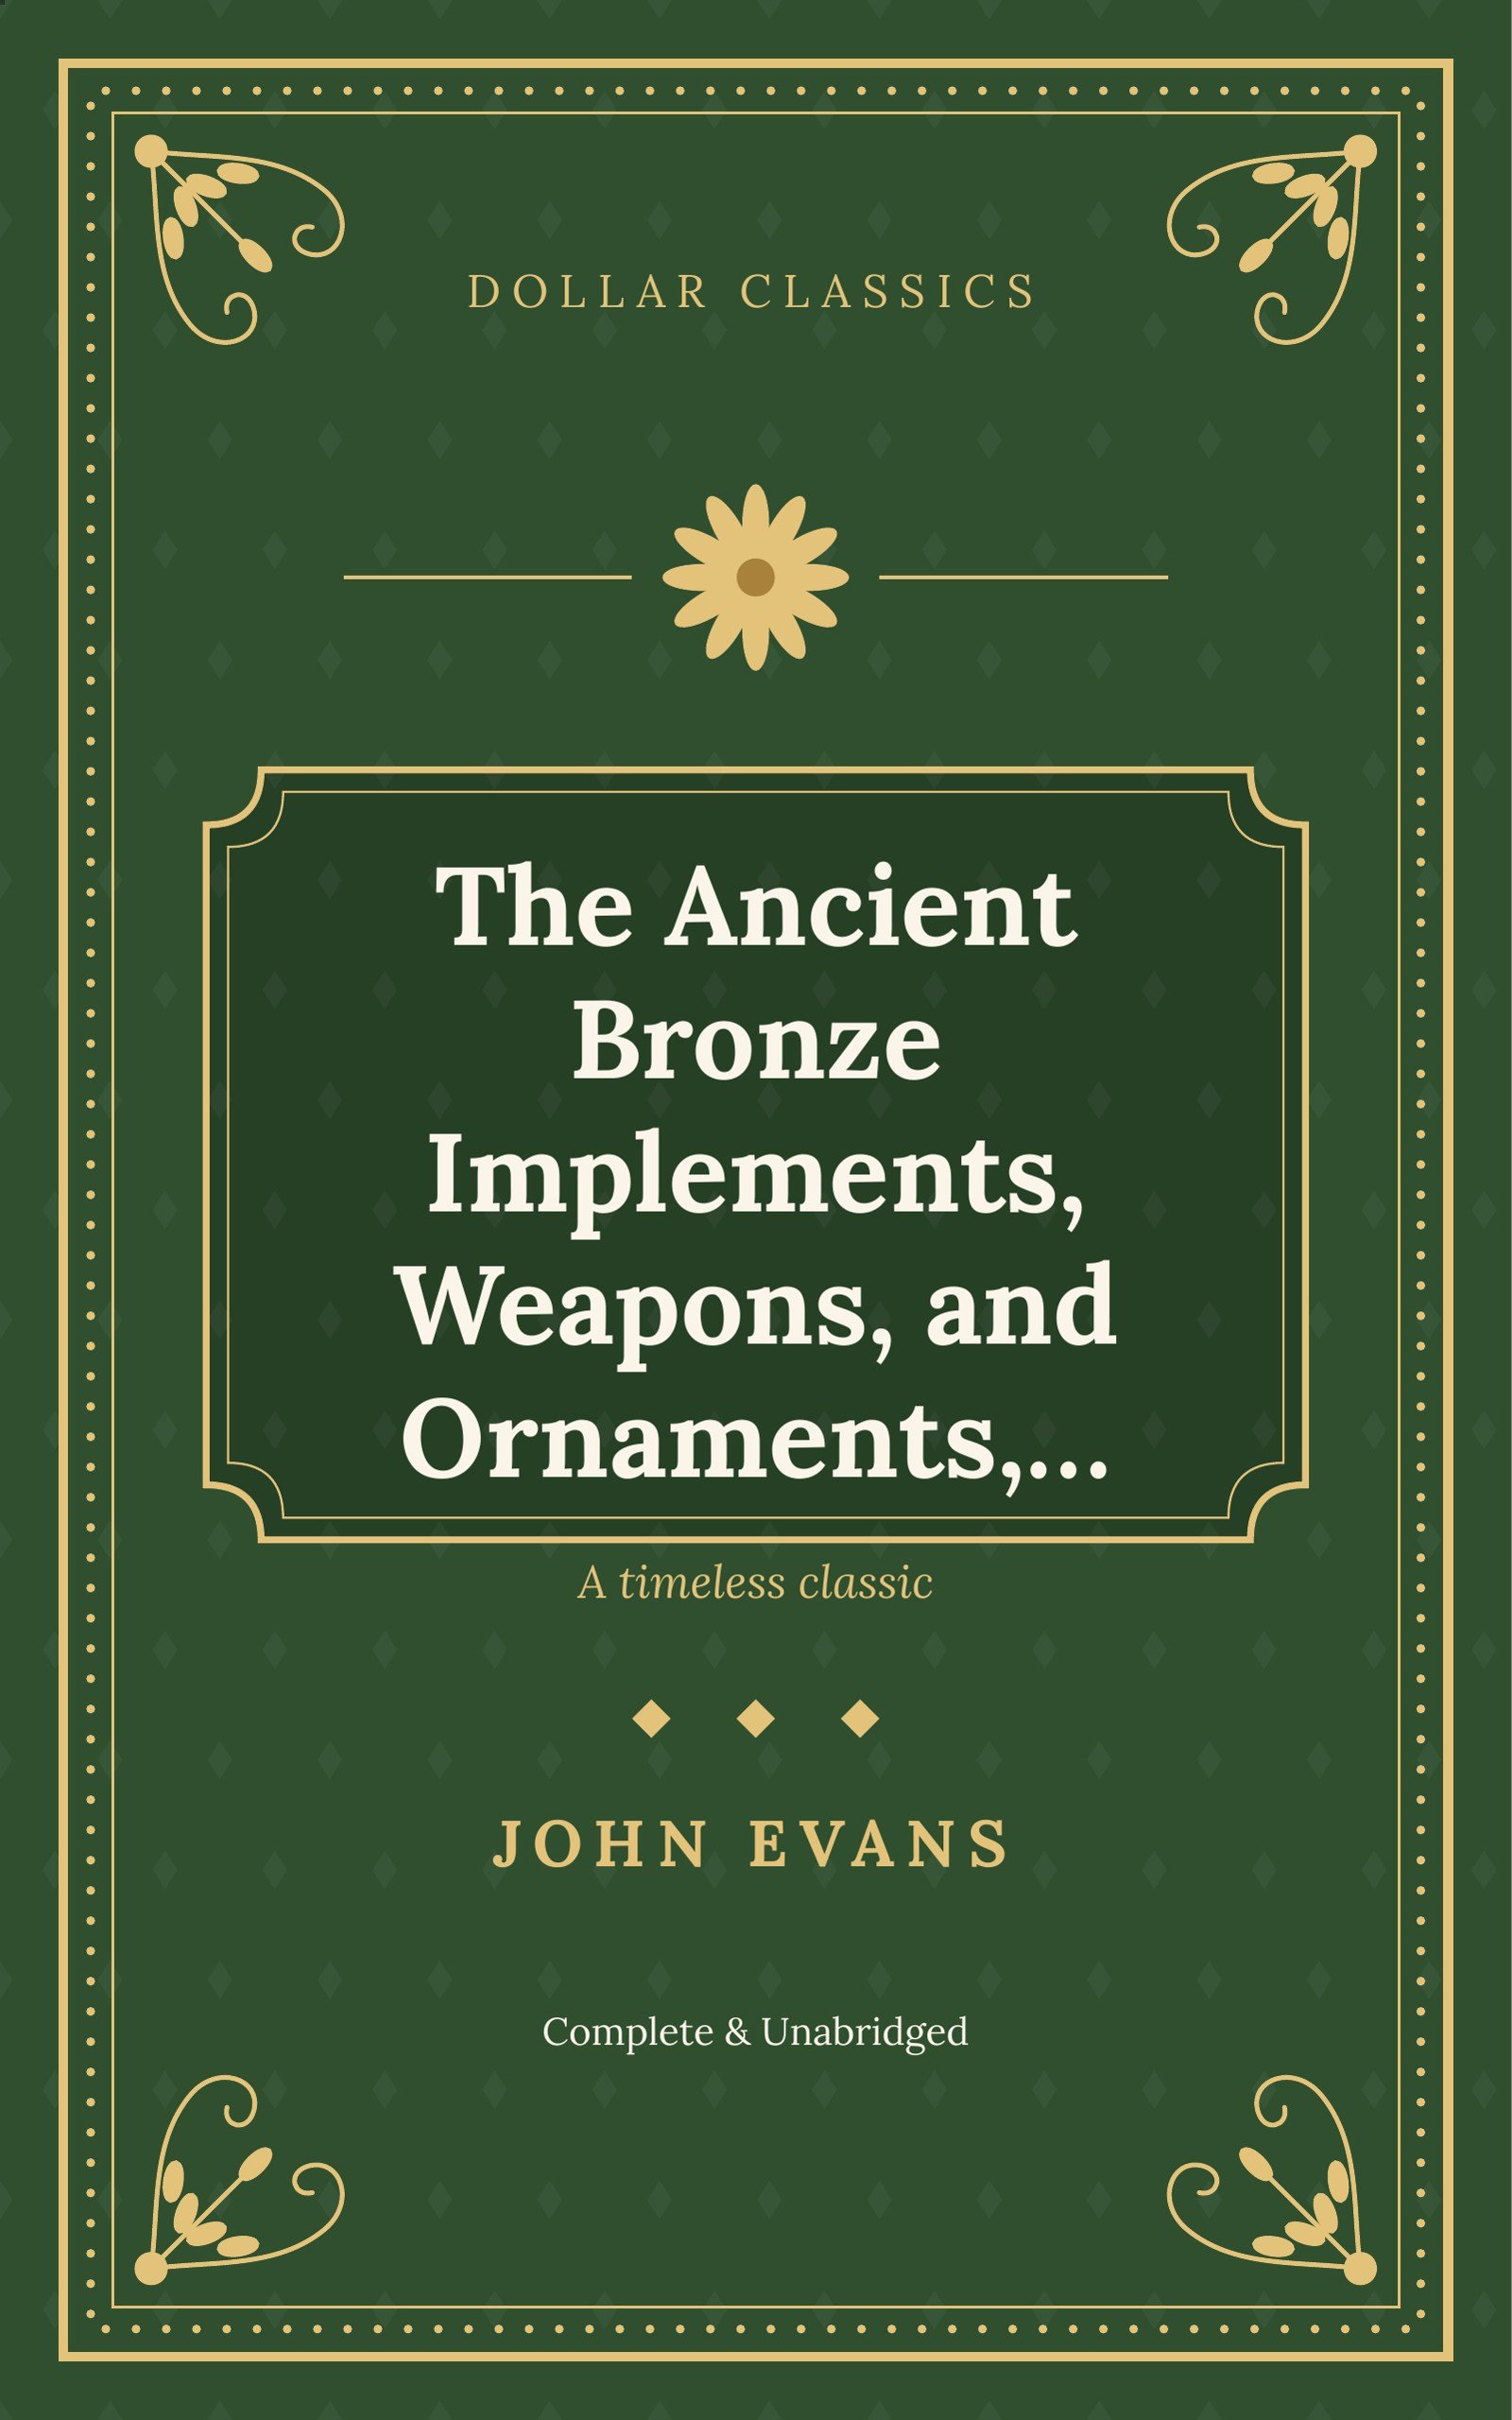 DOLLAR CLASSICS
The Ancient
Bronze
Implements,
Weapons, and
Ornaments,...
A timeless classic
JOHN EVANS
Complete & Unabridged